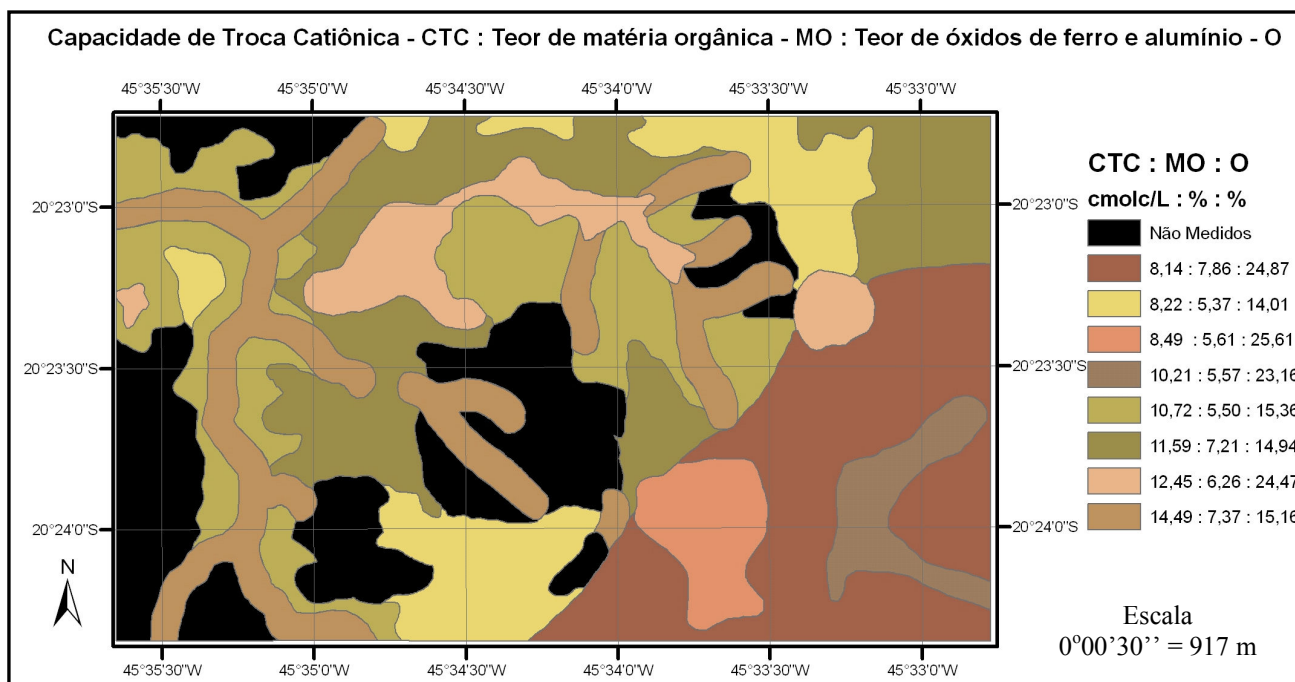 Capacidade de Troca Catiônica - CTC : Teor de matéria orgânica - MO : Teor de óxidos de ferro e alumínio - O
45°35'30"W 45°35'0"W 45°34'30"W 45°34'0"W 45°33'30"W 45°33'0"W
CTC : MO : O
cmolc/L : % : %
20°23'0"S 20°23'0"S
Não Medidos
8,14 : 7,86 : 24,87
8,22 : 5,37 : 14,01
8,49 : 5,61 : 25,61
20°23'30"S 20°23'30"S
10,21 : 5,57 : 23,16
10,72 : 5,50 : 15,36
11,59 : 7,21 : 14,94
12,45 : 6,26 : 24,47
14,49 : 7,37 : 15,16
20°24'0"S 20°24'0"S
N
Escala
0°00'30'' = 917 m
45°35'30"W 45°35'0"W 45°34'30"W 45°34'0"W 45°33'30"W 45°33'0"W